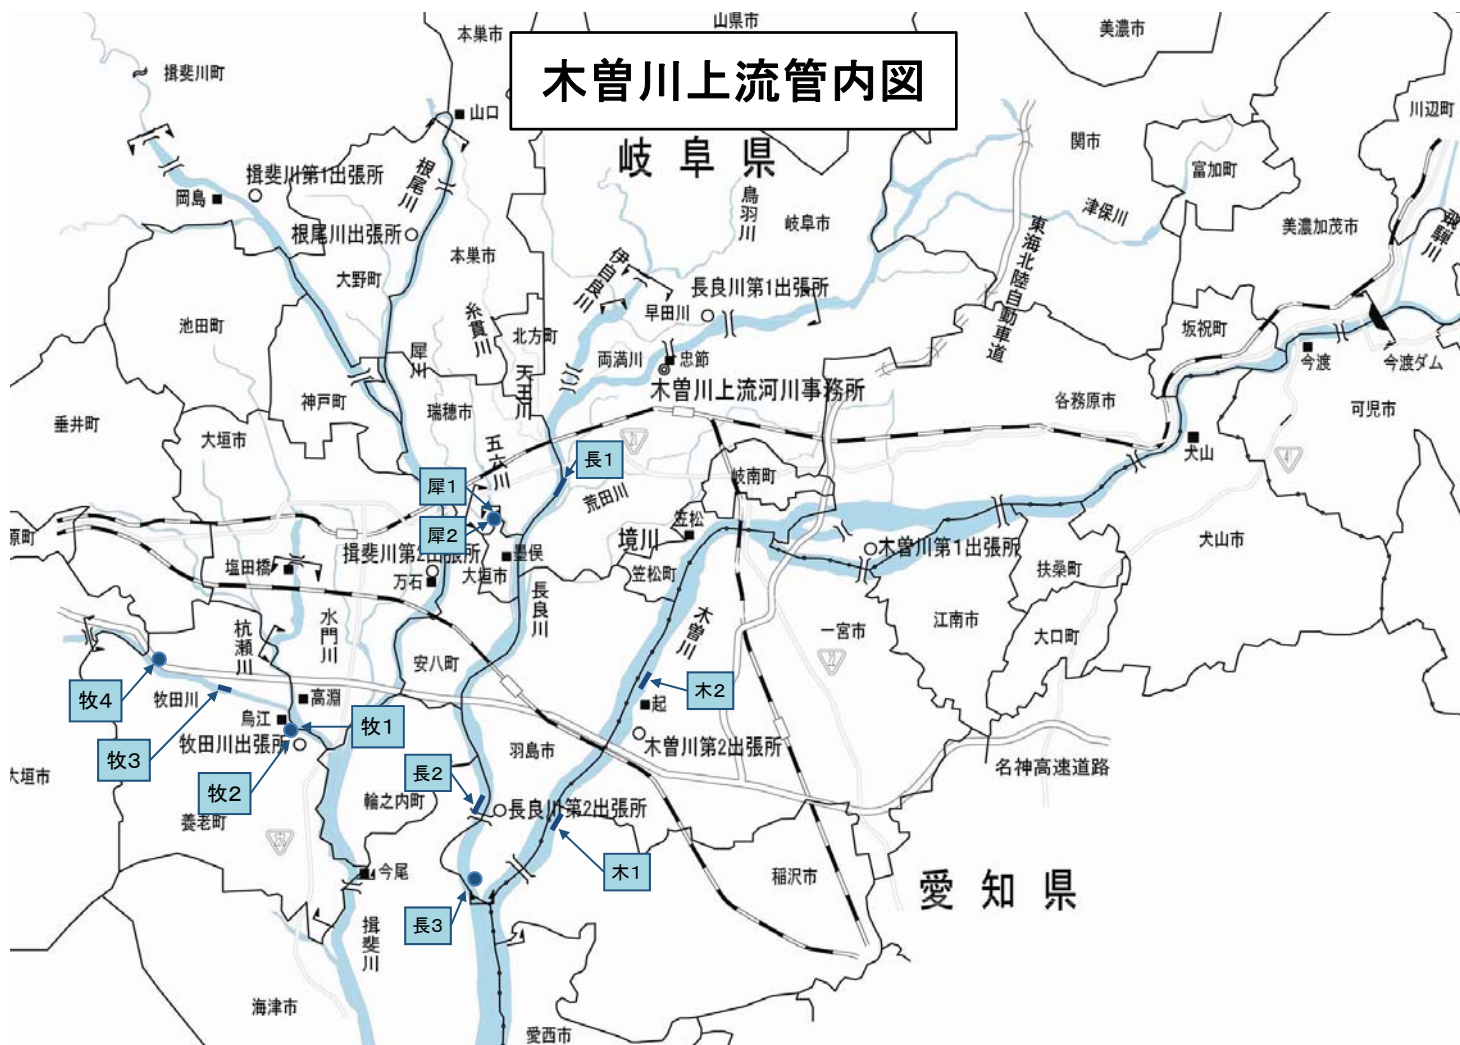 木曽川上流管内図
山県市
本巣市
美濃市
揖斐川町
山口
川辺町
岐阜県
関市
富加町
揖斐川第1出張所
根尾川
岡島
鳥羽川
岐阜市
津保川
美濃加茂市
飛騨川
根尾川出張所
本巣市
大野町
伊自良川
長良川第1出張所
東海北陸自動車道
早田川
池田町
糸貫川
北方町
坂祝町
犀川
両満川
忠節
今渡
今渡ダム
天王川
木曽川上流河川事務所
神戸町
瑞穂市
各務原市
可児市
垂井町
大垣市
五六川
21
犬山
長1
岐南町
41
犀1
荒田川
笠松
犀2
境川
原町
揖斐川第2出張所
墨俣
木曽川第1出張所
犬山市
塩田橋
万石
大垣市
笠松町
扶桑町
長良川
木曽川
杭瀬川
水門川
一宮市
江南市
大口町
安八町
22
牧4
牧田川
高淵
木2
烏江
牧1
起
牧3
牧田川出張所
羽島市
木曽川第2出張所
大垣市
長2
名神高速道路
牧2
輪之内町
長良川第2出張所
養老町
今尾
木1
稲沢市
愛知県
長3
揖斐川
海津市
愛西市